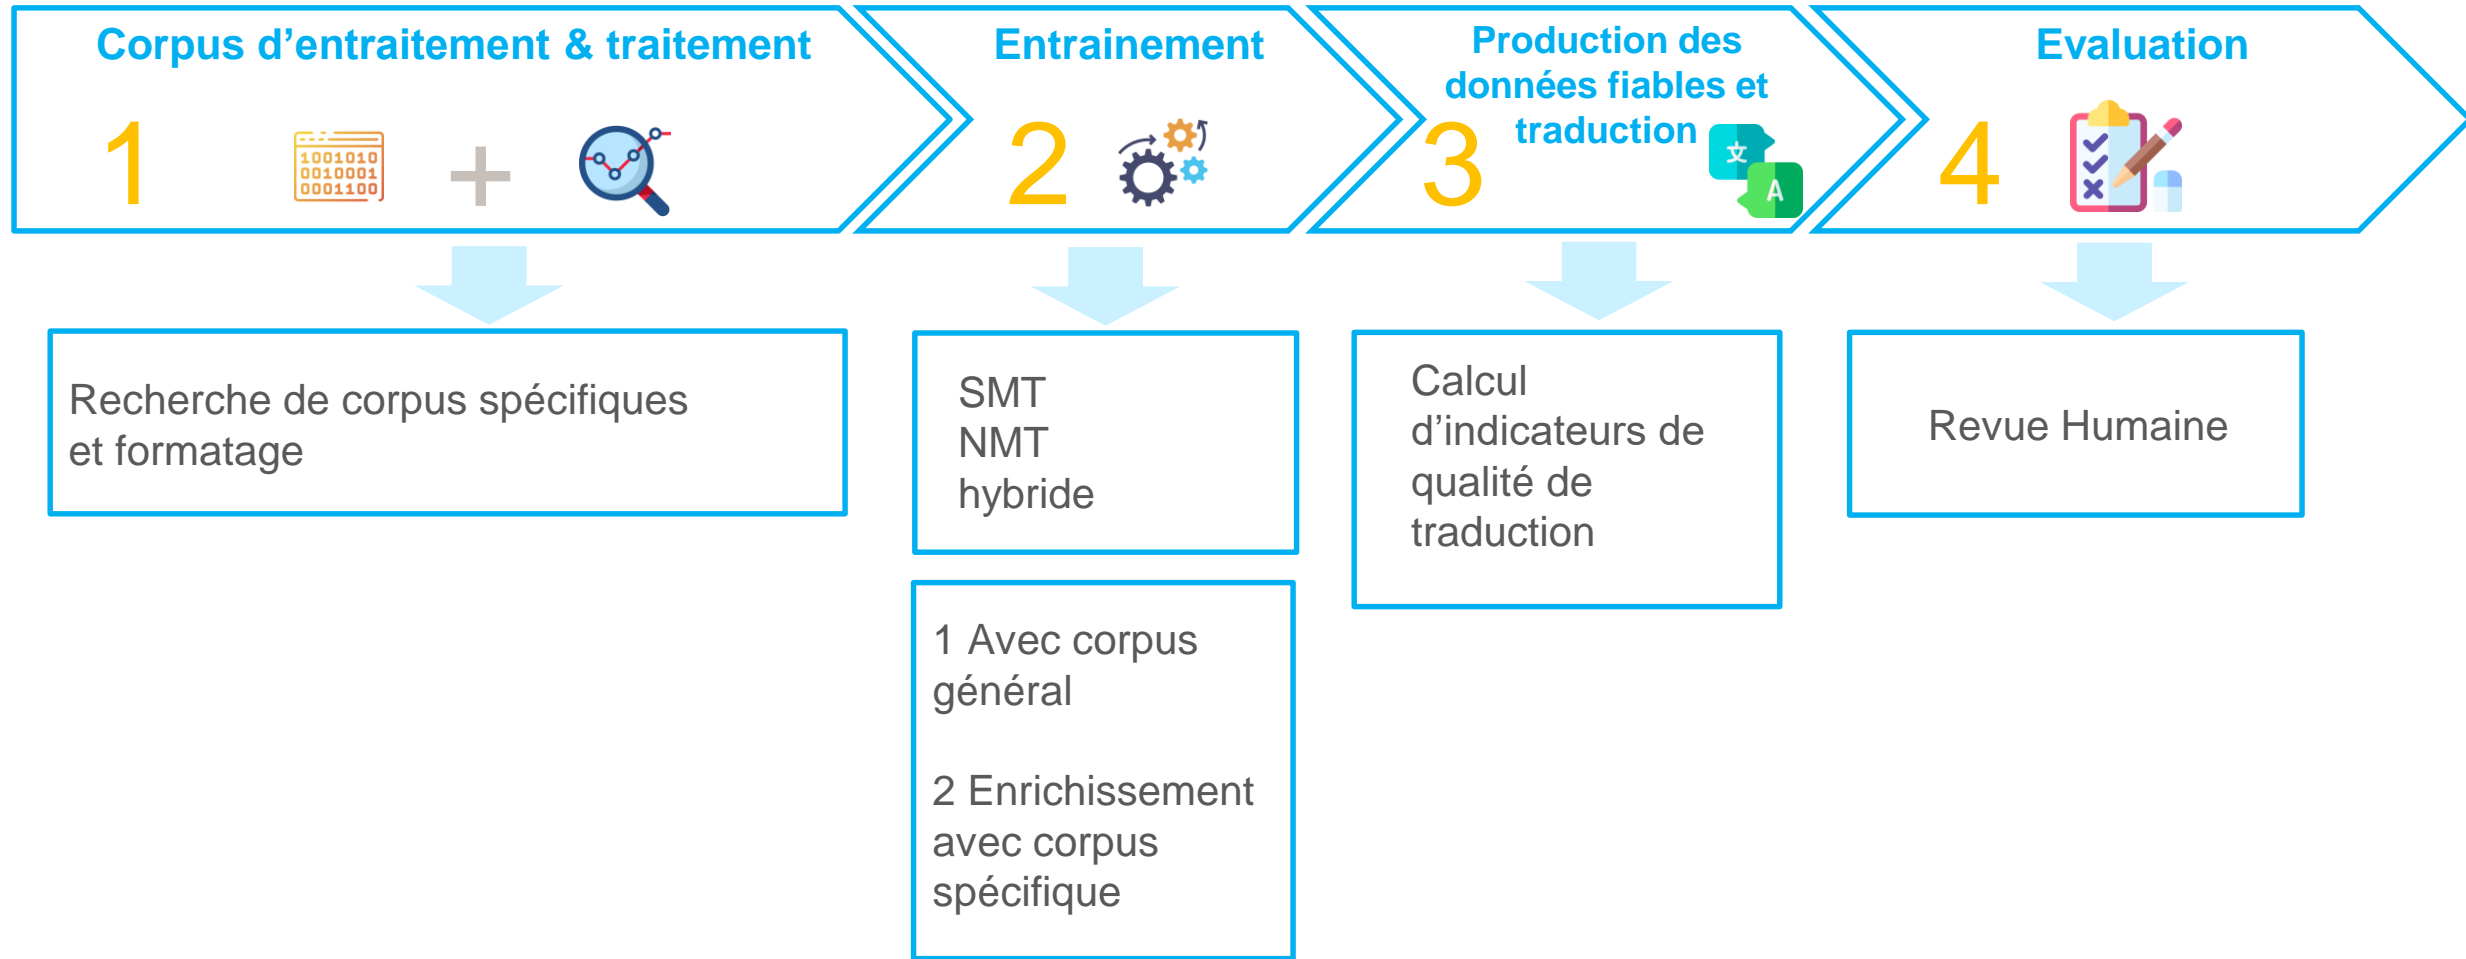 Corpus d’entraitement & traitement
1
1001010
0010001
0001100
+
Entrainement
2
Production des
données fiables et
traduction
3
文
A
Evaluation
4
Recherche de corpus spécifiques
et formatage
SMT
NMT
hybride
1 Avec corpus
général
2 Enrichissement
avec corpus
spécifique
Calcul
d’indicateurs de
qualité de
traduction
Revue Humaine